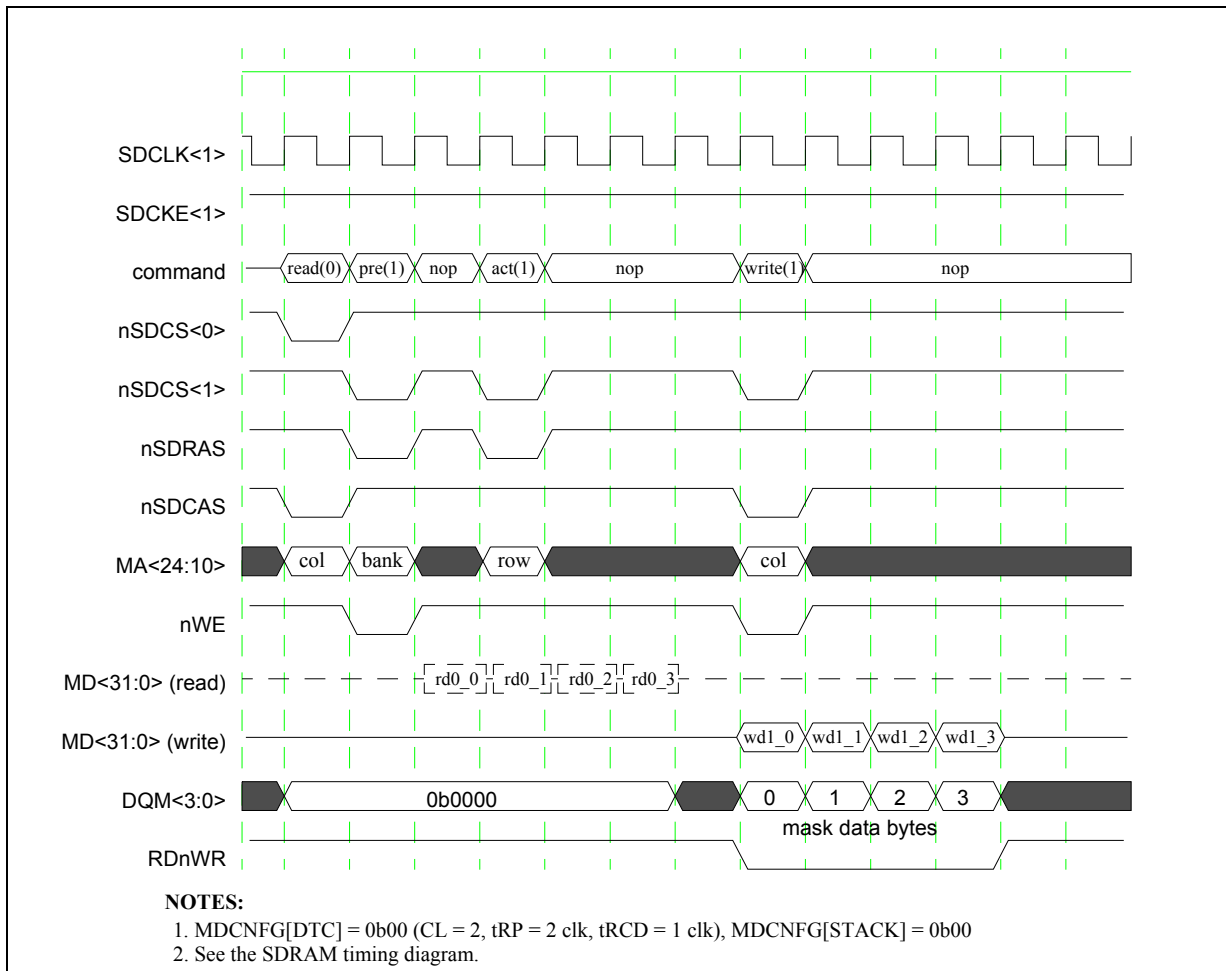 SDCLK<1>
SDCKE<1>
command read(0) pre(1) nop act(1) nop write(1) nop
nSDCS<0>
nSDCS<1>
nSDRAS
nSDCAS
MA<24:10> col bank row col
nWE
MD<31:0> (read) rd0_0 rd0_1 rd0_2 rd0_3
MD<31:0> (write) wd1_0 wd1_1 wd1_2 wd1_3
DQM<3:0> 0b0000 0 1 2 3
mask data bytes
RDnWR
NOTES:
1. MDCNFG[DTC] = 0b00 (CL = 2, tRP = 2 clk, tRCD = 1 clk), MDCNFG[STACK] = 0b00
2. See the SDRAM timing diagram.